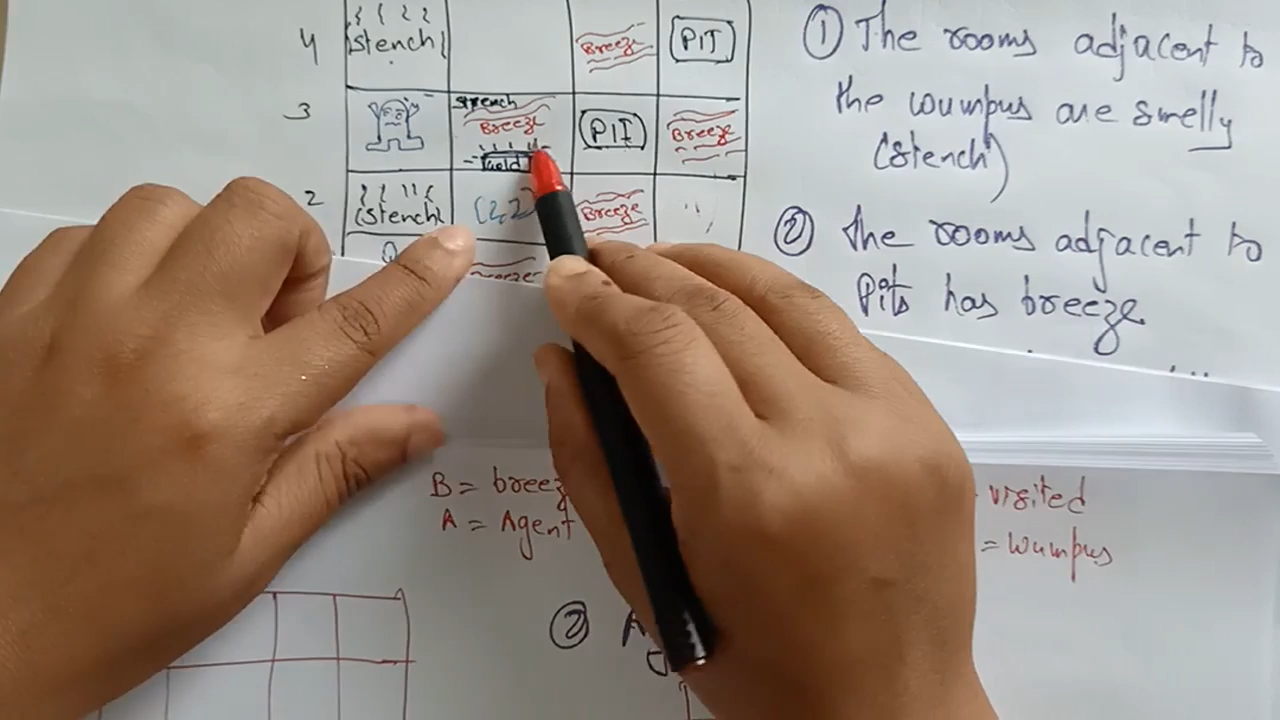 4 stench Breeze PIT
3 stench
Breeze PIT Breeze
Gold
2 stench (2,2) Breeze
① The rooms adjacent to
the wumpus are smelly
(stench)
② The rooms adjacent to
Pits has breeze
B =
A = Agent
visited
= wumpus
②